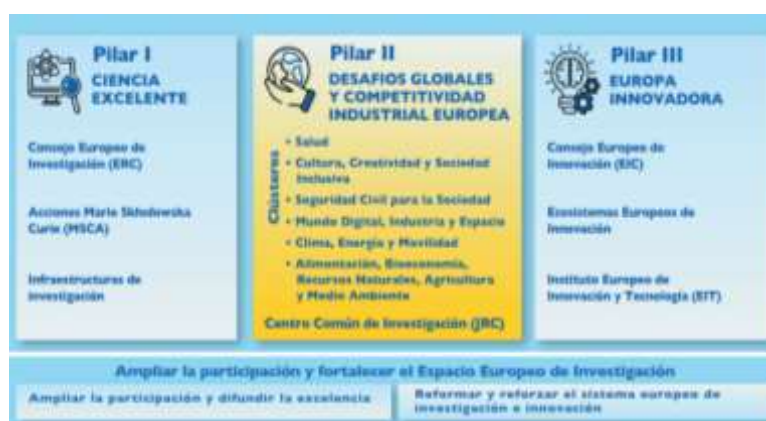 Pilar I
CIENCIA
EXCELENTE
Consejo Europeo de
Investigación (ERC)
Acciones Marie Skłodowska
Curie (MSCA)
Infraestructuras de
investigación
Pilar II
DESAFIOS GLOBALES
Y COMPETITIVIDAD
INDUSTRIAL EUROPEA
Clústeres
• Salud
• Cultura, Creatividad y Sociedad
Inclusiva
• Seguridad Civil para la Sociedad
• Mundo Digital, Industria y Espacio
• Clima, Energía y Movilidad
• Alimentación, Bioeconomía,
Recursos Naturales, Agricultura
y Medio Ambiente
Centro Común de Investigación (JRC)
Pilar III
EUROPA
INNOVADORA
Consejo Europeo de
Innovación (EIC)
Ecosistemas Europeos de
Innovación
Instituto Europeo de
Innovación y Tecnología (EIT)
Ampliar la participación y fortalecer el Espacio Europeo de Investigación
Ampliar la participación y difundir la excelencia
Reformar y reforzar el sistema europeo de
investigación e innovación